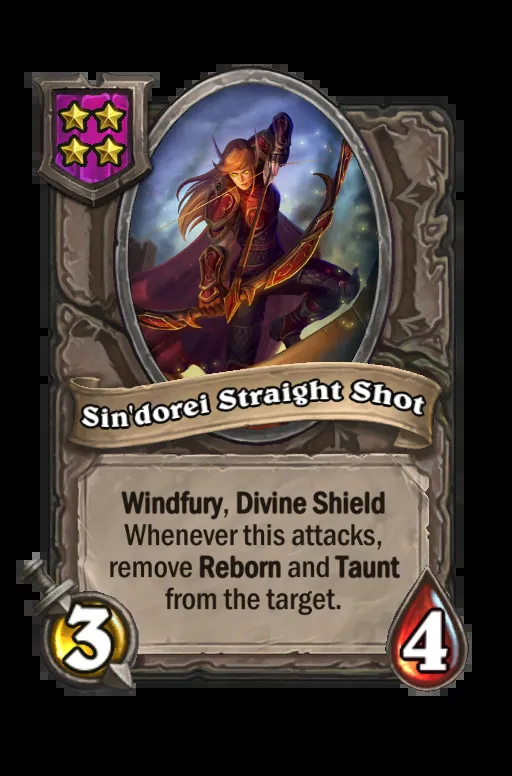 Sin'dorei Straight Shot
Windfury, Divine Shield
Whenever this attacks,
remove Reborn and Taunt
from the target.
3
4